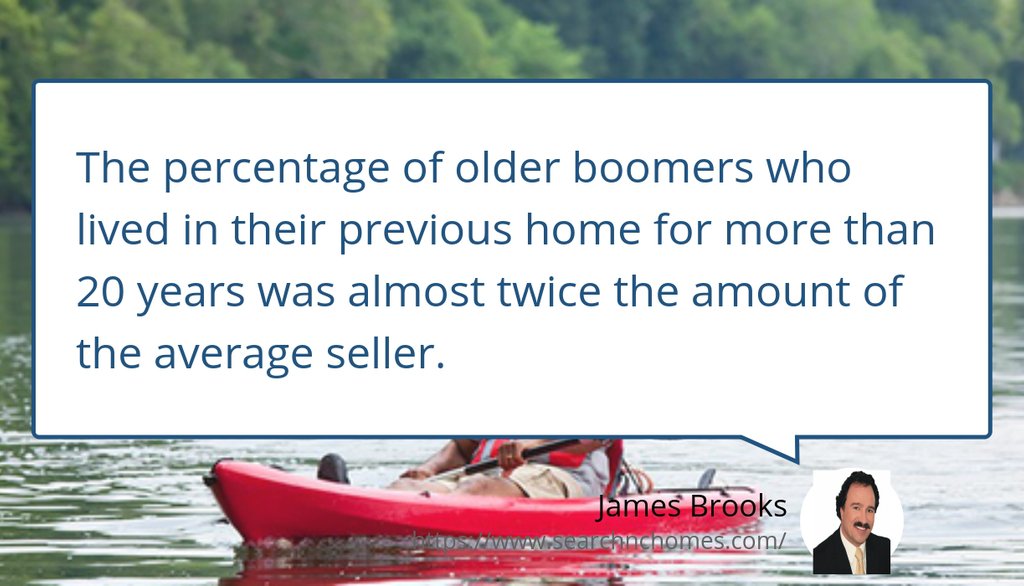 The percentage of older boomers who
lived in their previous home for more than
20 years was almost twice the amount of
the average seller.
James Brooks
https://www.searchnchomes.com/